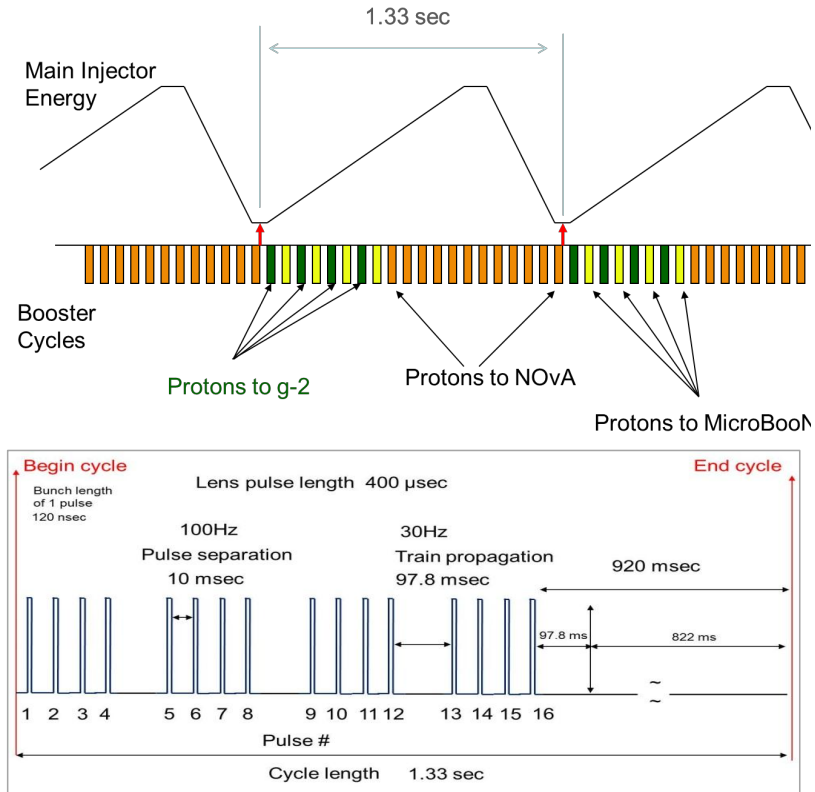 1.33 sec
Main Injector
Energy
Booster
Cycles
Protons to g-2
Protons to NOvA
Protons to MicroBooN
Begin cycle
End cycle
Bunch length
of 1 pulse
120 nsec
Lens pulse length 400 μsec
100Hz
Pulse separation
10 msec
30Hz
Train propagation
97.8 msec
920 msec
97.8 ms
822 ms
~
~
1 2 3 4 5 6 7 8 9 10 11 12 13 14 15 16
Pulse #
Cycle length 1.33 sec